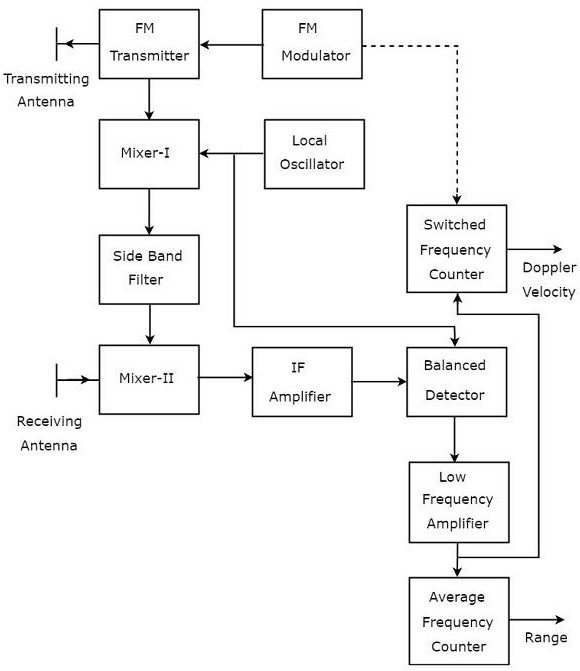 FM
Transmitter
FM
Modulator
Transmitting
Antenna
Mixer-I
Local
Oscillator
Switched
Frequency
Counter
Doppler
Velocity
Side Band
Filter
Mixer-II
IF
Amplifier
Balanced
Detector
Receiving
Antenna
Low
Frequency
Amplifier
Average
Frequency
Counter
Range